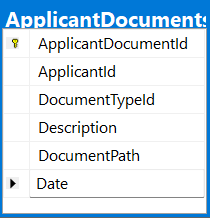 ApplicantDocuments
ApplicantDocumentId
ApplicantId
DocumentTypeId
Description
DocumentPath
Date